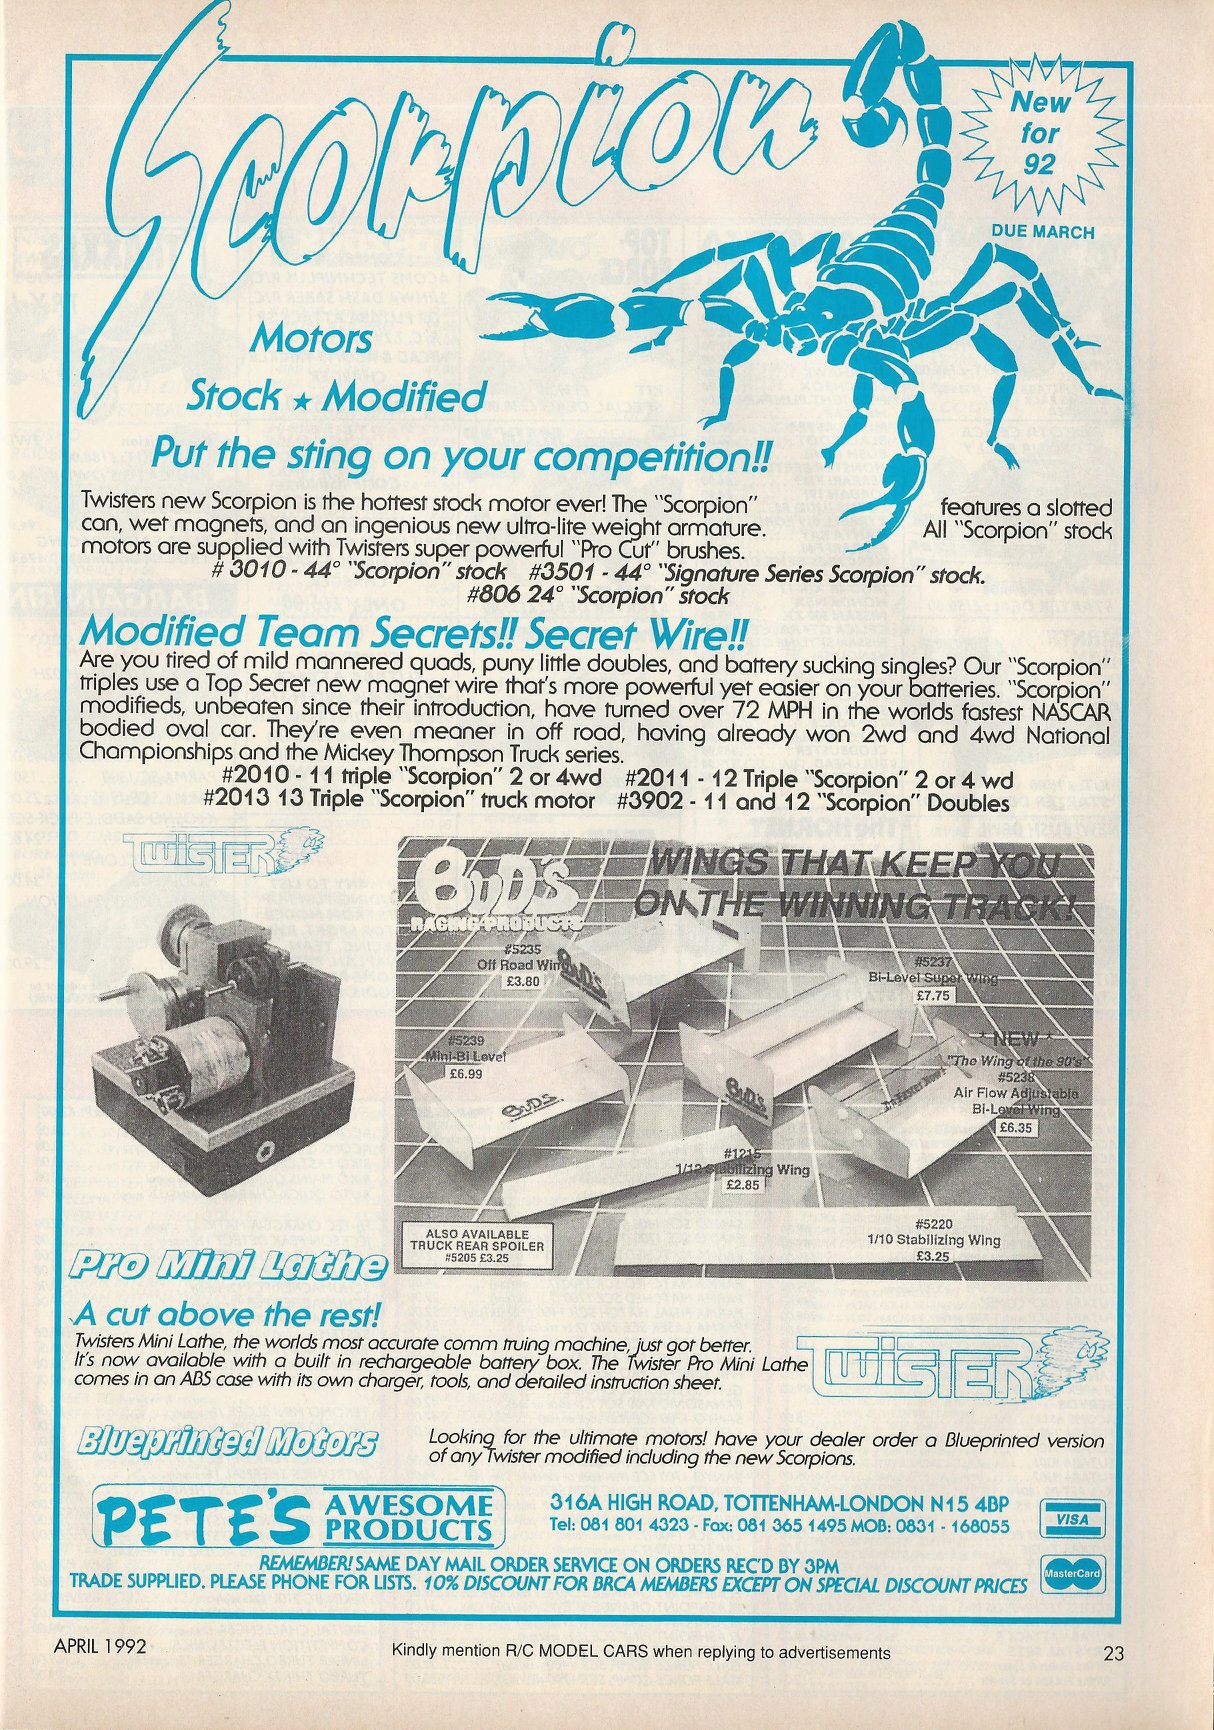 Scorpion
New
for
92
DUE MARCH
Motors
Stock ★ Modified
Put the sting on your competition!!
Twisters new Scorpion is the hottest stock motor ever! The "Scorpion" features a slotted
can, wet magnets, and an ingenious new ultra-lite weight armature. All "Scorpion" stock
motors are supplied with Twisters super powerful "Pro Cut" brushes.
# 3010 - 44° "Scorpion" stock #3501 - 44° "Signature Series Scorpion" stock.
#806 24° "Scorpion" stock
Modified Team Secrets!! Secret Wire!!
Are you tired of mild mannered quads, puny little doubles, and battery sucking singles? Our "Scorpion"
triples use a Top Secret new magnet wire that's more powerful yet easier on your batteries. "Scorpion"
modifieds, unbeaten since their introduction, have turned over 72 MPH in the worlds fastest NASCAR
bodied oval car. They're even meaner in off road, having already won 2wd and 4wd National
Championships and the Mickey Thompson Truck series.
#2010 - 11 triple "Scorpion" 2 or 4wd #2011 - 12 Triple "Scorpion" 2 or 4 wd
#2013 13 Triple "Scorpion" truck motor #3902 - 11 and 12 "Scorpion" Doubles
TWISTER
BUD'S
RACING PRODUCTS
WINGS THAT KEEP YOU
ON THE WINNING TRACK!
#5235
Off Road Wing
£3.80
#5237
Bi-Level Super Wing
£7.75
#5239
Mini-Bi Level
£6.99
* NEW *
"The Wing of the 90's"
#5238
Air Flow Adjustable
Bi-Level Wing
£6.35
#1215
1/12 Stabilizing Wing
£2.85
#5220
1/10 Stabilizing Wing
£3.25
ALSO AVAILABLE
TRUCK REAR SPOILER
#5205 £3.25
BUD'S
BUD'S
BUD'S
Pro Mini Lathe
A cut above the rest!
Twisters Mini Lathe, the worlds most accurate comm truing machine, just got better.
It's now available with a built in rechargeable battery box. The Twister Pro Mini Lathe
comes in an ABS case with its own charger, tools, and detailed instruction sheet.
TWISTER
Blueprinted Motors
Looking for the ultimate motors! have your dealer order a Blueprinted version
of any Twister modified including the new Scorpions.
PETE'S AWESOME
PRODUCTS
316A HIGH ROAD, TOTTENHAM-LONDON N15 4BP
Tel: 081 801 4323 - Fax: 081 365 1495 MOB: 0831 - 168055
VISA
MasterCard
REMEMBER! SAME DAY MAIL ORDER SERVICE ON ORDERS REC'D BY 3PM
TRADE SUPPLIED. PLEASE PHONE FOR LISTS. 10% DISCOUNT FOR BRCA MEMBERS EXCEPT ON SPECIAL DISCOUNT PRICES
APRIL 1992
Kindly mention R/C MODEL CARS when replying to advertisements
23